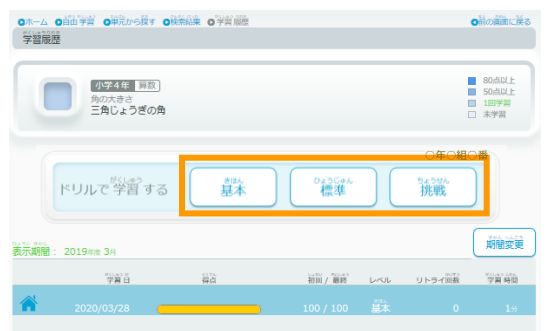 ホーム 自由学習 単元から探す 検索結果 学習履歴 前の画面に戻る
学習履歴
小学4年 算数
角の大きさ
三角じょうぎの角
80点以上
50点以上
1回学習
未学習
〇年〇組〇番
ドリルで学習する
基本 標準 挑戦
期間変更
表示期間： 2019年度 3月
学習日 得点 初回 / 最終 レベル リトライ回数 学習時間
2020/03/28 100 / 100 基本 0 1分